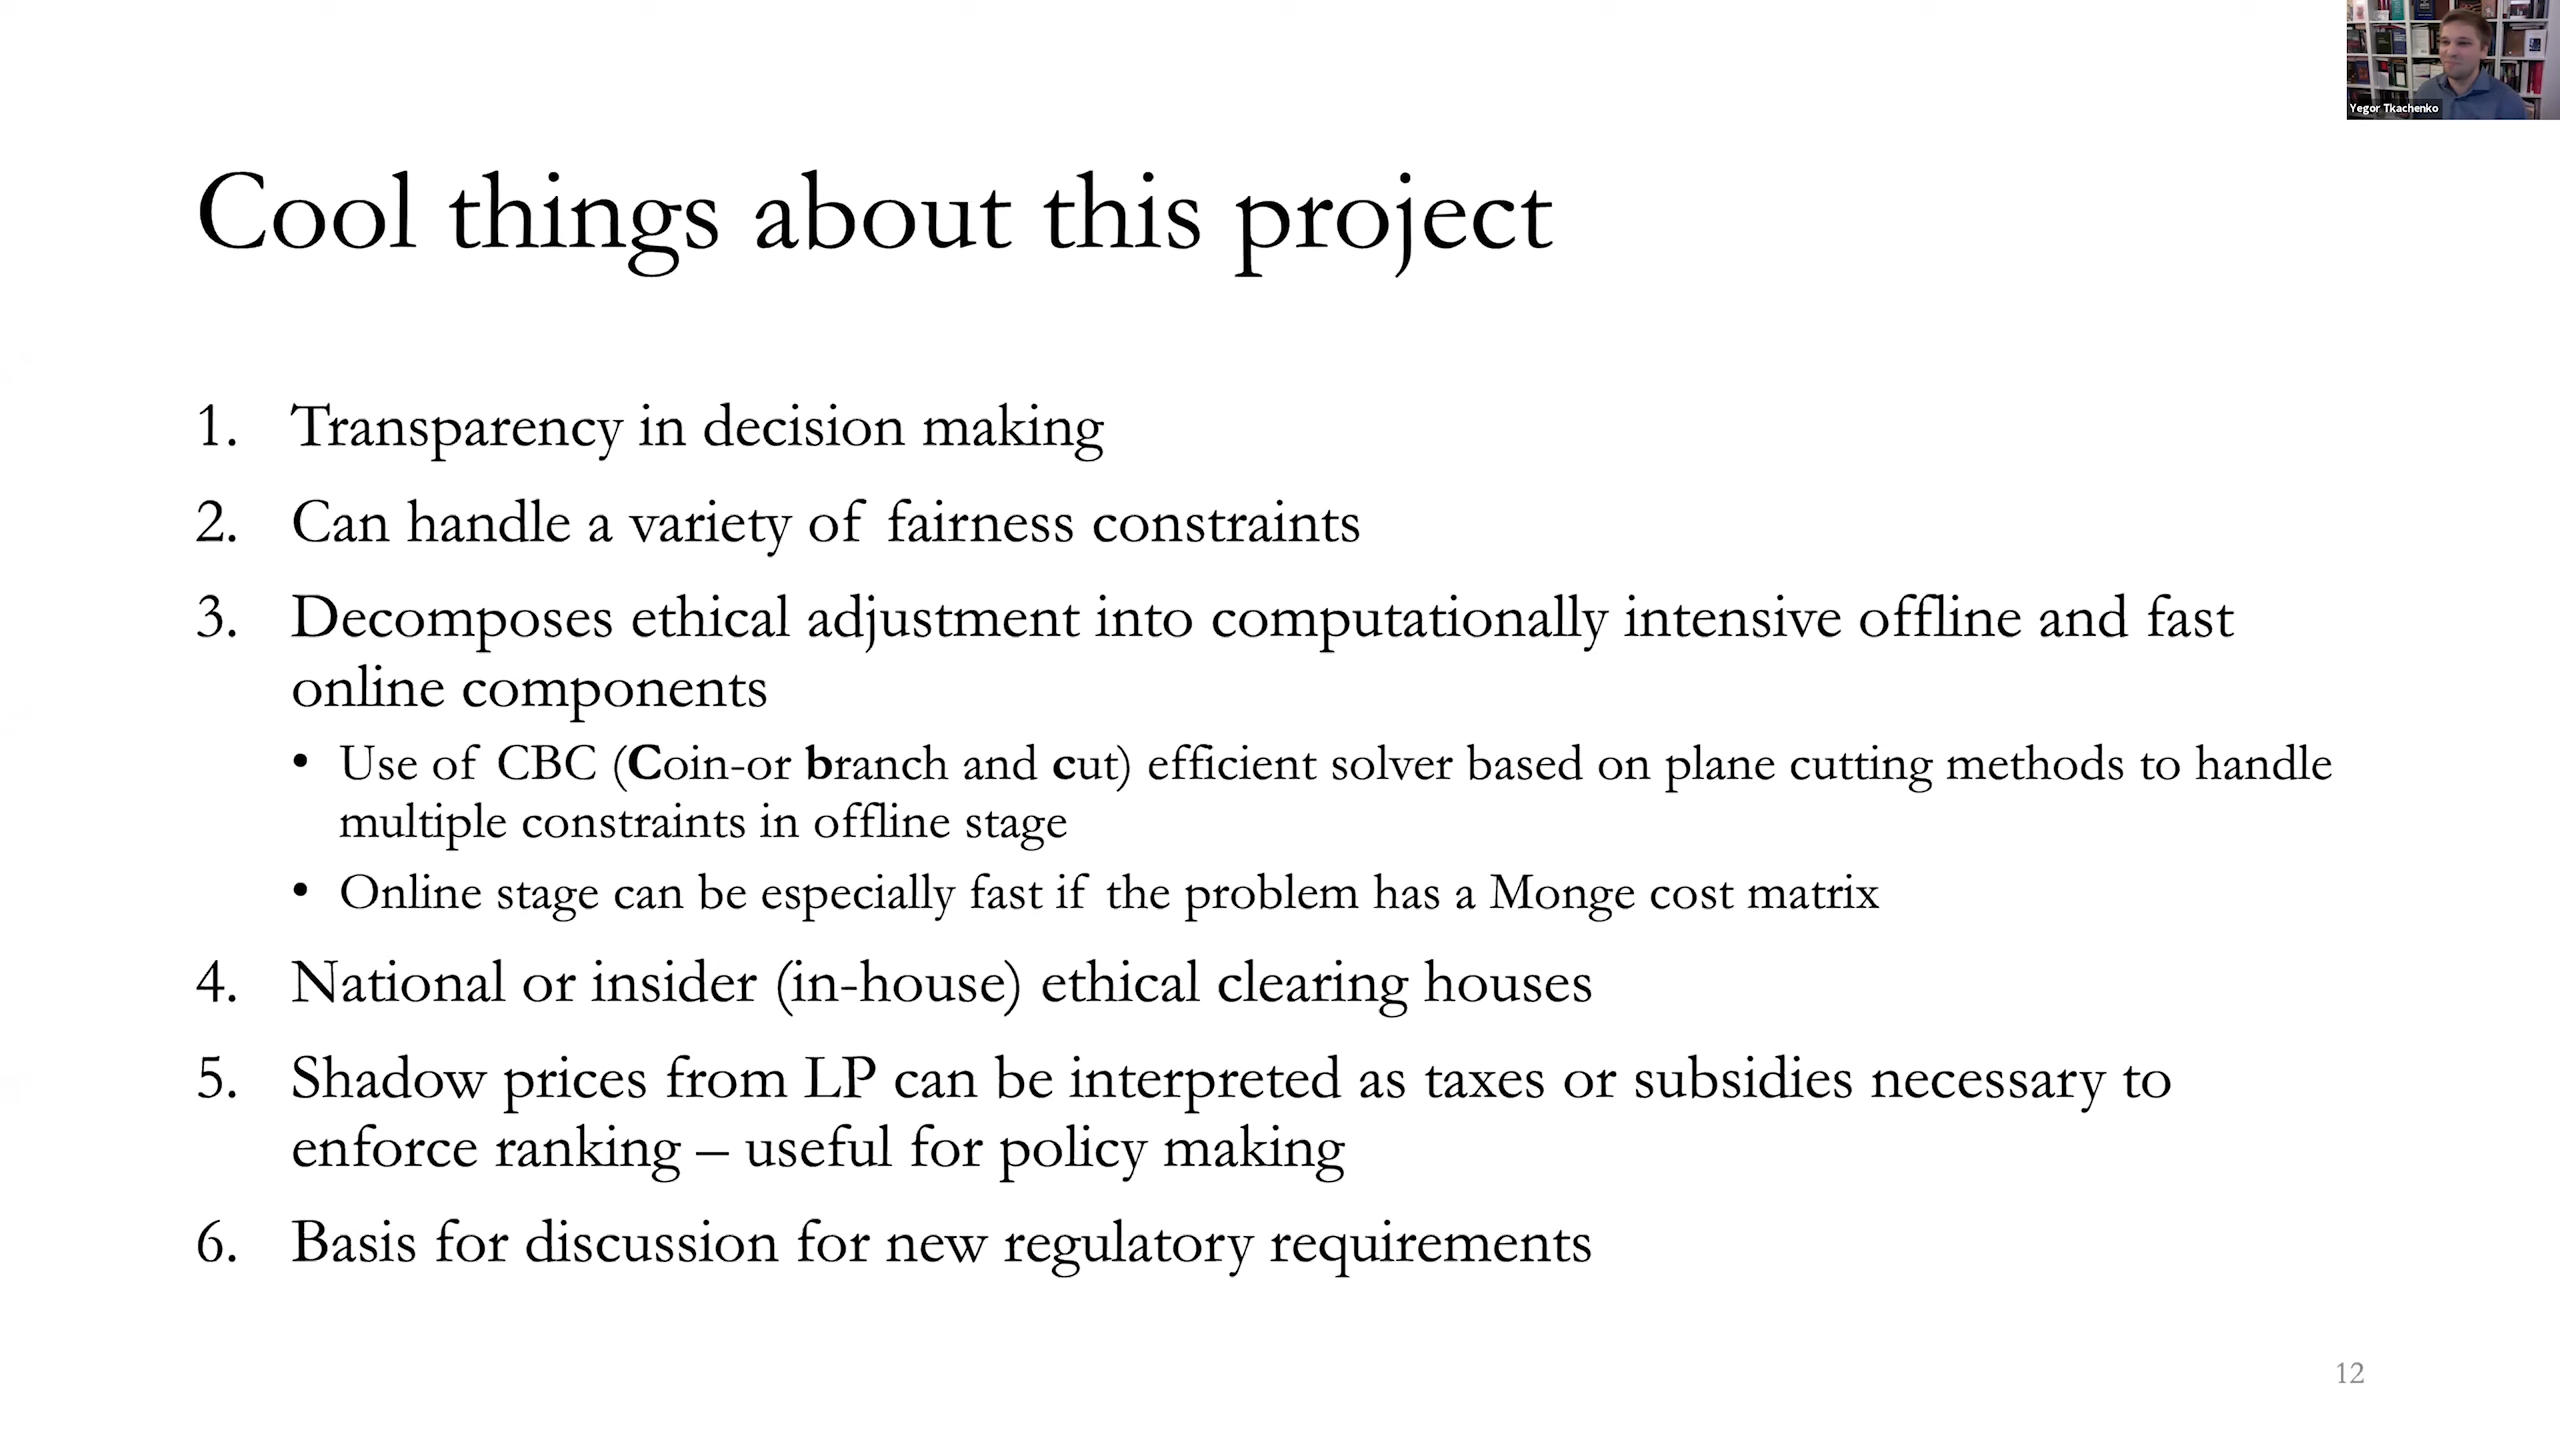 Yegor Tkachenko
Cool things about this project
1. Transparency in decision making
2. Can handle a variety of fairness constraints
3. Decomposes ethical adjustment into computationally intensive offline and fast
online components
• Use of CBC (Coin-or branch and cut) efficient solver based on plane cutting methods to handle
multiple constraints in offline stage
• Online stage can be especially fast if the problem has a Monge cost matrix
4. National or insider (in-house) ethical clearing houses
5. Shadow prices from LP can be interpreted as taxes or subsidies necessary to
enforce ranking – useful for policy making
6. Basis for discussion for new regulatory requirements
12